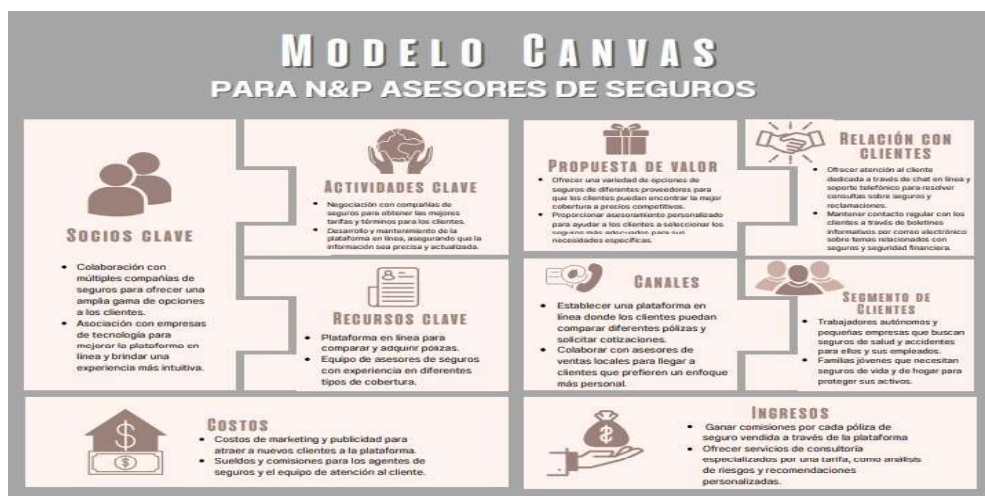 MODELO CANVAS
PARA N&P ASESORES DE SEGUROS
SOCIOS CLAVE
• Colaboración con
múltiples compañías de
seguros para ofrecer una
amplia gama de opciones
a los clientes.
• Asociación con empresas
de tecnología para
mejorar la plataforma en
línea y brindar una
experiencia más intuitiva.
ACTIVIDADES CLAVE
• Negociación con compañías de
seguros para obtener las mejores
tarifas y términos para los clientes.
• Desarrollo y mantenimiento de la
plataforma en línea, asegurando que la
información sea precisa y actualizada.
RECURSOS CLAVE
• Plataforma en línea para
comparar y adquirir pólizas.
• Equipo de asesores de seguros
con experiencia en diferentes
tipos de cobertura.
PROPUESTA DE VALOR
• Ofrecer una variedad de opciones de
seguros de diferentes proveedores para
que los clientes puedan encontrar la mejor
cobertura a precios competitivos.
• Proporcionar asesoramiento personalizado
para ayudar a los clientes a seleccionar los
seguros más adecuados para sus
necesidades específicas.
RELACIÓN CON
CLIENTES
• Ofrecer atención al cliente
dedicada a través de chat en línea y
soporte telefónico para resolver
consultas sobre seguros y
reclamaciones.
• Mantener contacto regular con los
clientes a través de boletines
informativos por correo electrónico
sobre temas relacionados con
seguros y seguridad financiera.
CANALES
• Establecer una plataforma en
línea donde los clientes puedan
comparar diferentes pólizas y
solicitar cotizaciones.
• Colaborar con asesores de
ventas locales para llegar a
clientes que prefieren un enfoque
más personal.
SEGMENTO DE
CLIENTES
• Trabajadores autónomos y
pequeñas empresas que buscan
seguros de salud y accidentes
para ellos y sus empleados.
• Familias jóvenes que necesitan
seguros de vida y de hogar para
proteger sus activos.
COSTOS
• Costos de marketing y publicidad para
atraer a nuevos clientes a la plataforma.
• Sueldos y comisiones para los agentes de
seguros y el equipo de atención al cliente.
INGRESOS
• Ganar comisiones por cada póliza de
seguro vendida a través de la plataforma
• Ofrecer servicios de consultoría
especializados por una tarifa, como análisis
de riesgos y recomendaciones
personalizadas.